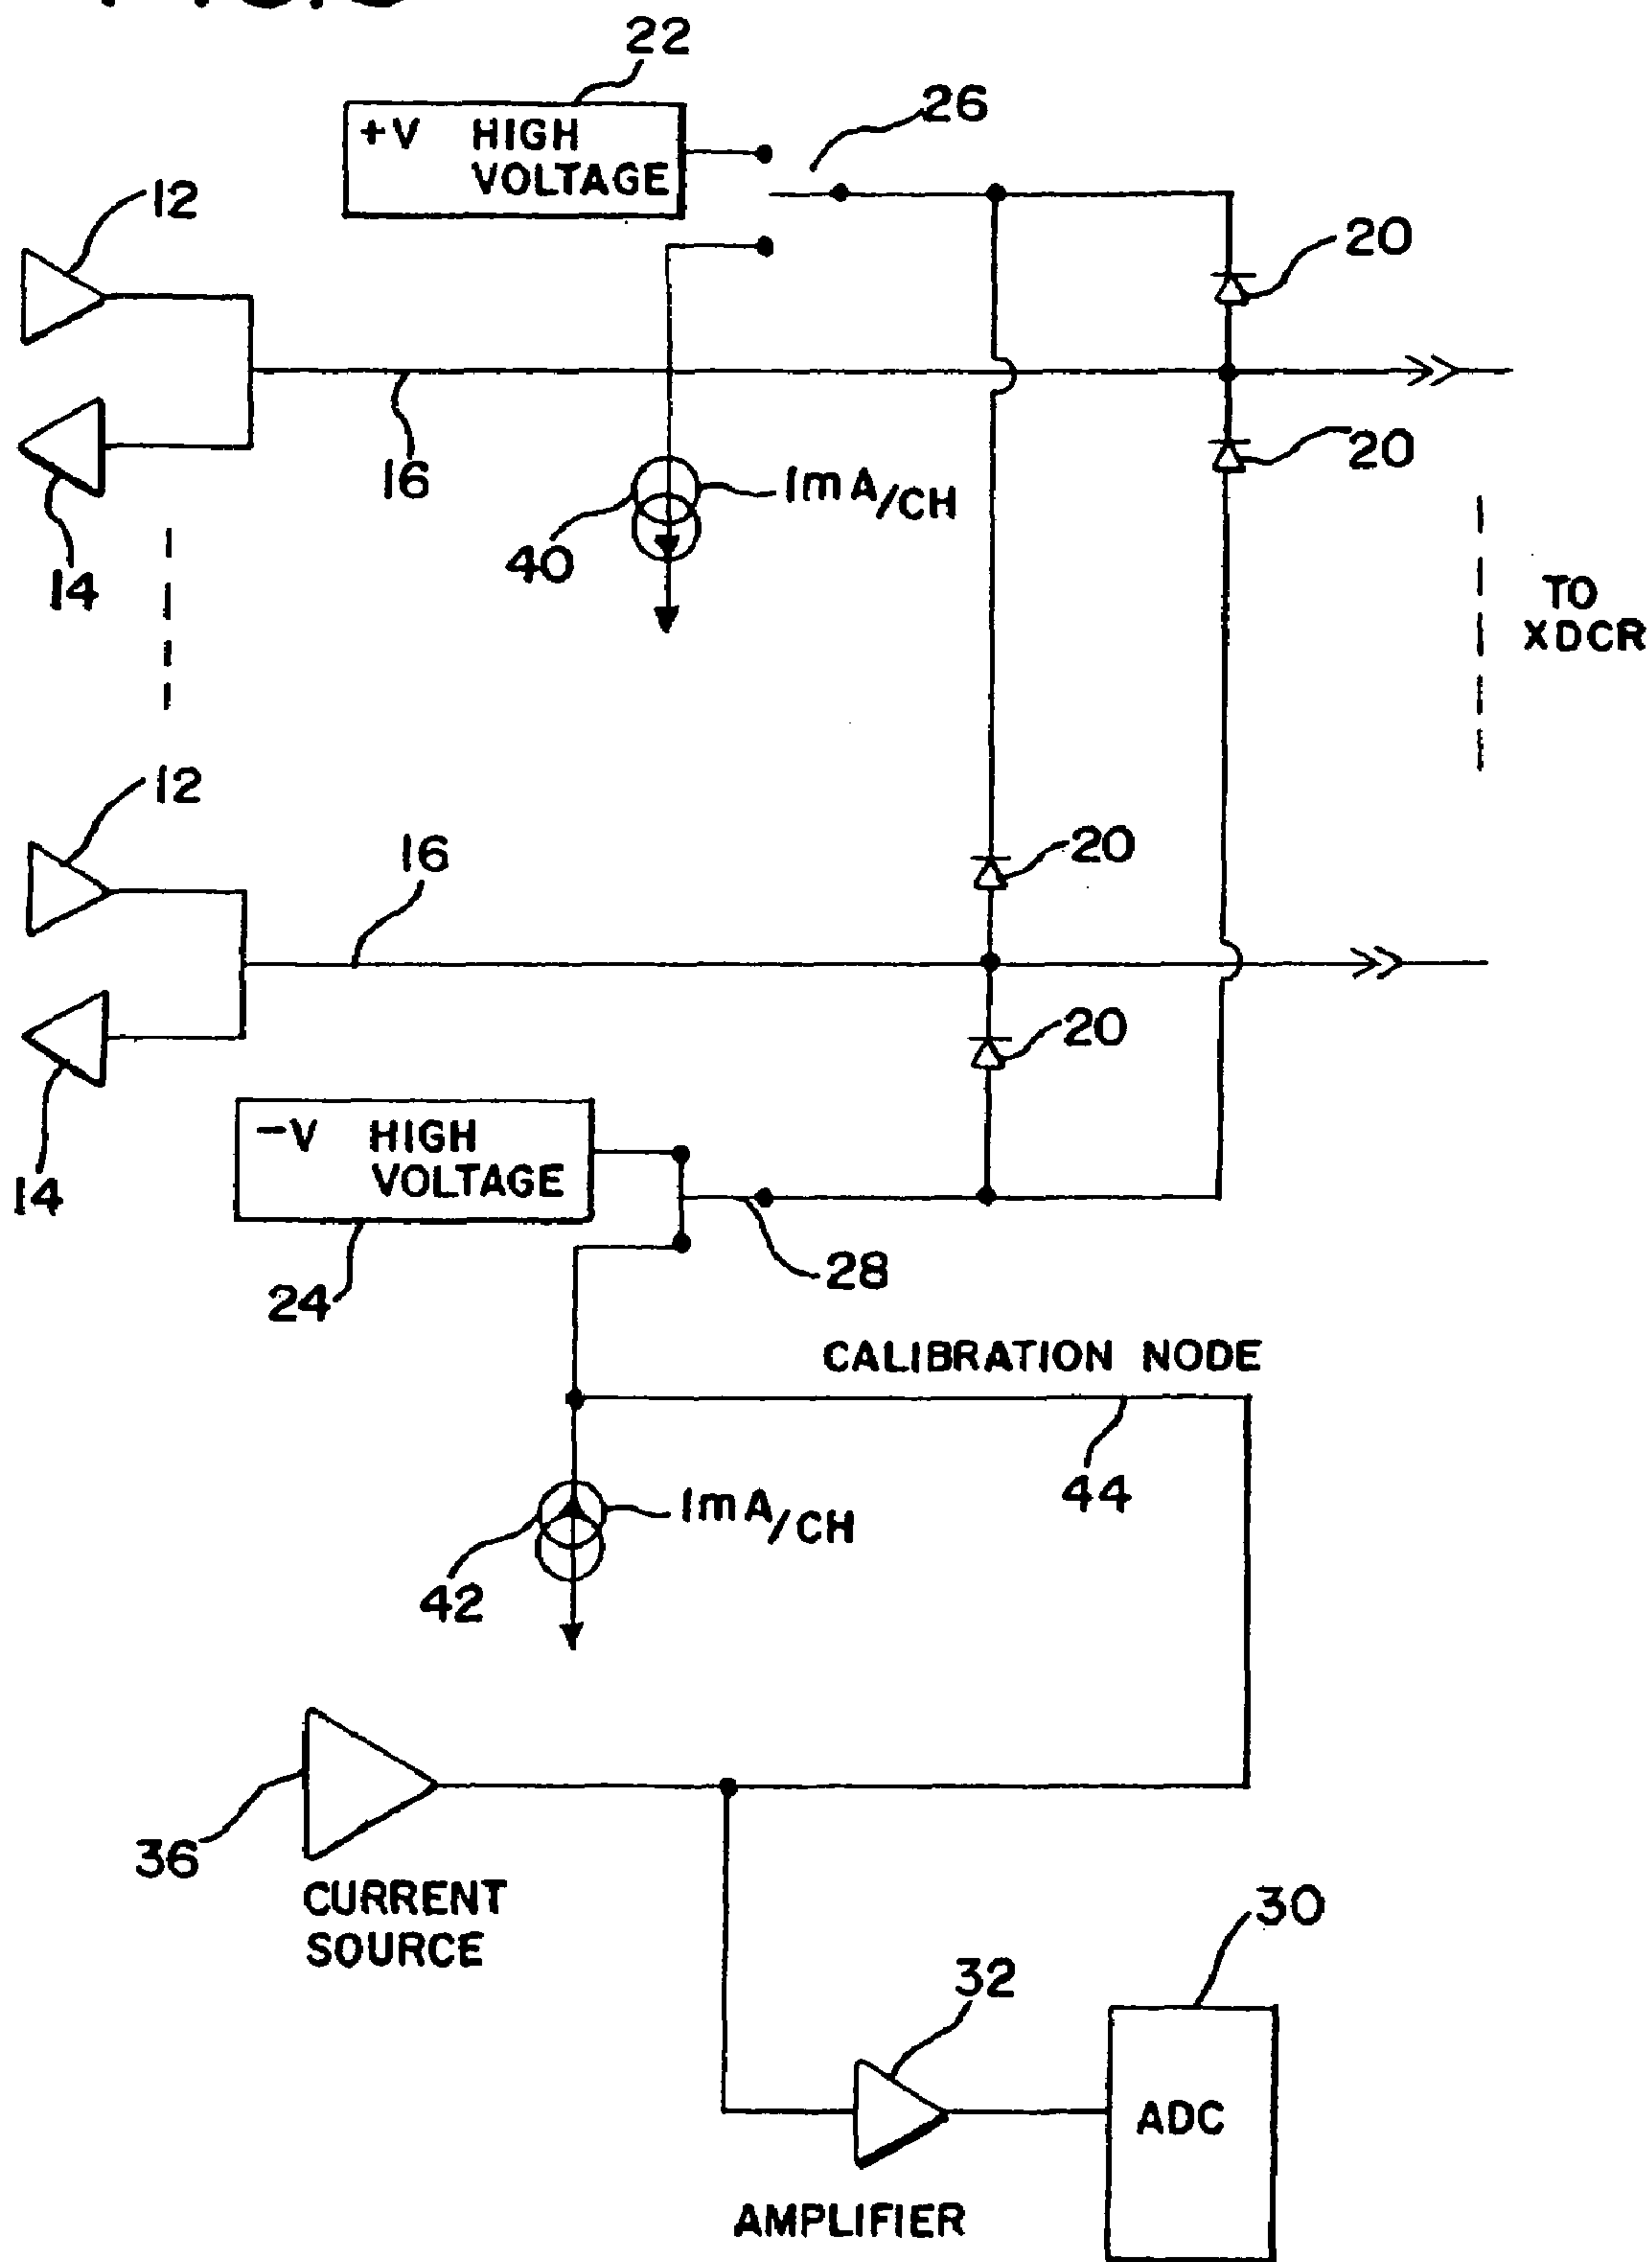 22
+V HIGH
VOLTAGE
26
12
20
16
20
1mA/CH
40
14
TO
XDCR
12
16
20
20
14
-V HIGH
VOLTAGE
28
24
CALIBRATION NODE
44
1mA/CH
42
36
CURRENT
SOURCE
30
32
ADC
AMPLIFIER